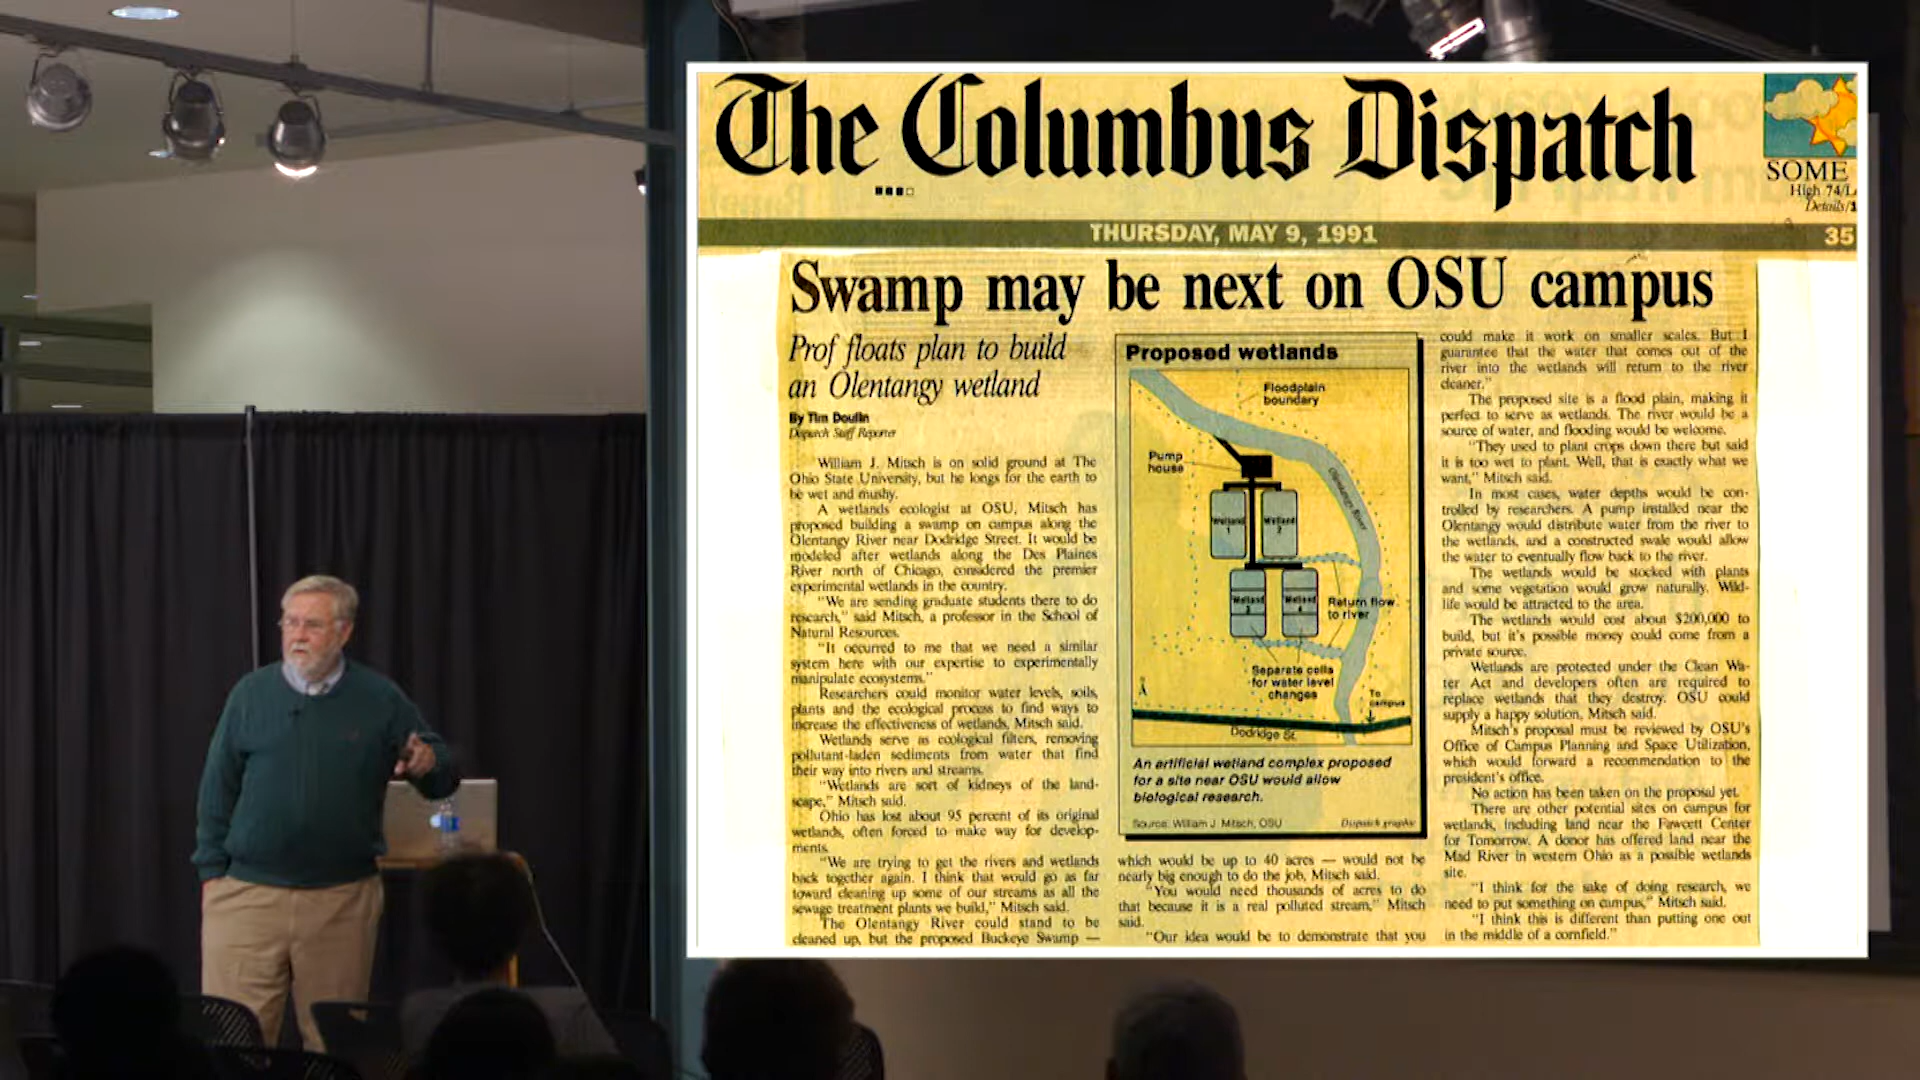 The Columbus Dispatch
SOME
High 74/L
Details/1
THURSDAY, MAY 9, 1991
35
Swamp may be next on OSU campus
Prof floats plan to build
an Olentangy wetland
By Tim Doulin
Dispatch Staff Reporter
William J. Mitsch is on solid ground at The
Ohio State University, but he longs for the earth to
be wet and mushy.
A wetlands ecologist at OSU, Mitsch has
proposed building a swamp on campus along the
Olentangy River near Dodridge Street. It would be
modeled after wetlands along the Des Plaines
River north of Chicago, considered the premier
experimental wetlands in the country.
"We are sending graduate students there to do
research," said Mitsch, a professor in the School of
Natural Resources.
"It occurred to me that we need a similar
system here with our expertise to experimentally
manipulate ecosystems."
Researchers could monitor water levels, soils,
plants and the ecological process to find ways to
increase the effectiveness of wetlands, Mitsch said.
Wetlands serve as ecological filters, removing
pollutant-laden sediments from water that find
their way into rivers and streams.
"Wetlands are sort of kidneys of the land-
scape," Mitsch said.
Ohio has lost about 95 percent of its original
wetlands, often forced to make way for develop-
ments.
"We are trying to get the rivers and wetlands
back together again. I think that would go as far
toward cleaning up some of our streams as all the
sewage treatment plants we build," Mitsch said.
The Olentangy River could stand to be
cleaned up, but the proposed Buckeye Swamp —
Proposed wetlands
Floodplain
boundary
Pump
house
Olentangy River
Wetland
1
Wetland
2
Wetland
3
Wetland
4
Return flow
to river
Separate cells
for water level
changes
To
campus
Dodridge St.
An artificial wetland complex proposed
for a site near OSU would allow
biological research.
Source: William J. Mitsch, OSU
Dispatch graphic
which would be up to 40 acres — would not be
nearly big enough to do the job, Mitsch said.
"You would need thousands of acres to do
that because it is a real polluted stream," Mitsch
said.
"Our idea would be to demonstrate that you
could make it work on smaller scales. But I
guarantee that the water that comes out of the
river into the wetlands will return to the river
cleaner."
The proposed site is a flood plain, making it
perfect to serve as wetlands. The river would be a
source of water, and flooding would be welcome.
"They used to plant crops down there but said
it is too wet to plant. Well, that is exactly what we
want," Mitsch said.
In most cases, water depths would be con-
trolled by researchers. A pump installed near the
Olentangy would distribute water from the river to
the wetlands, and a constructed swale would allow
the water to eventually flow back to the river.
The wetlands would be stocked with plants
and some vegetation would grow naturally. Wild-
life would be attracted to the area.
The wetlands would cost about $200,000 to
build, but it's possible money could come from a
private source.
Wetlands are protected under the Clean Wa-
ter Act and developers often are required to
replace wetlands that they destroy. OSU could
supply a happy solution, Mitsch said.
Mitsch's proposal must be reviewed by OSU's
Office of Campus Planning and Space Utilization,
which would forward a recommendation to the
president's office.
No action has been taken on the proposal yet.
There are other potential sites on campus for
wetlands, including land near the Fawcett Center
for Tomorrow. A donor has offered land near the
Mad River in western Ohio as a possible wetlands
site.
"I think for the sake of doing research, we
need to put something on campus," Mitsch said.
"I think this is different than putting one out
in the middle of a cornfield."